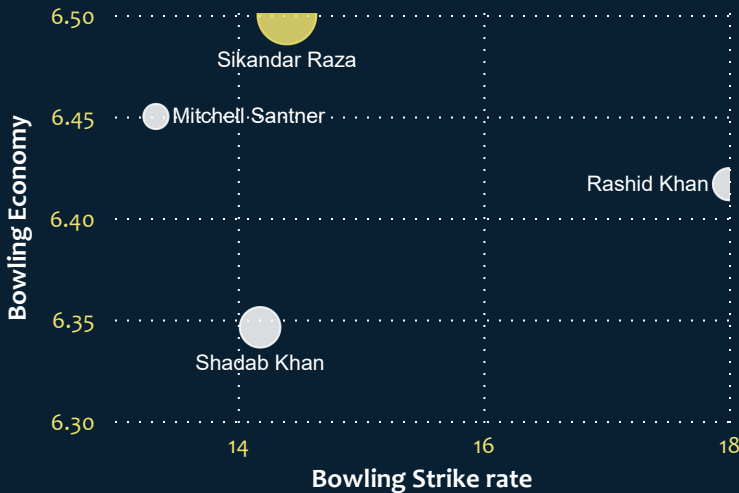 6.50
Sikandar Raza
6.45
Mitchell Santner
Rashid Khan
6.40
6.35
Shadab Khan
6.30
14
16
18
Bowling Economy
Bowling Strike rate